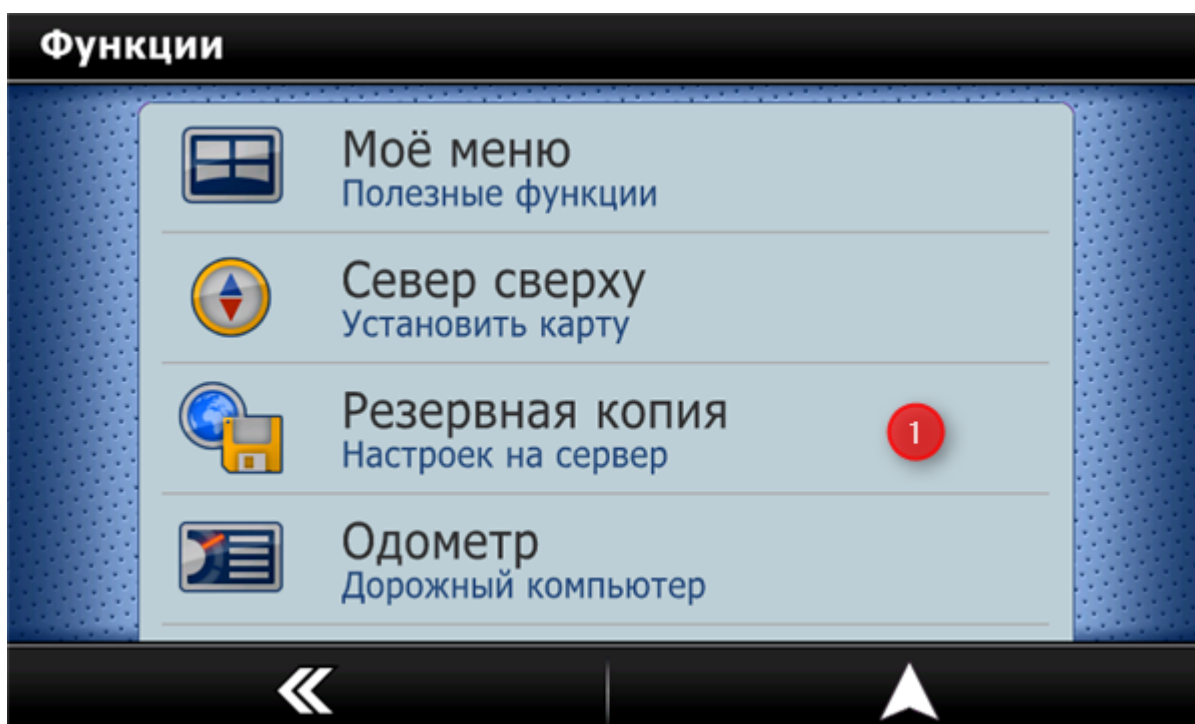 Функции
Моё меню
Полезные функции
Север сверху
Установить карту
Резервная копия
1
Настроек на сервер
Одометр
Дорожный компьютер